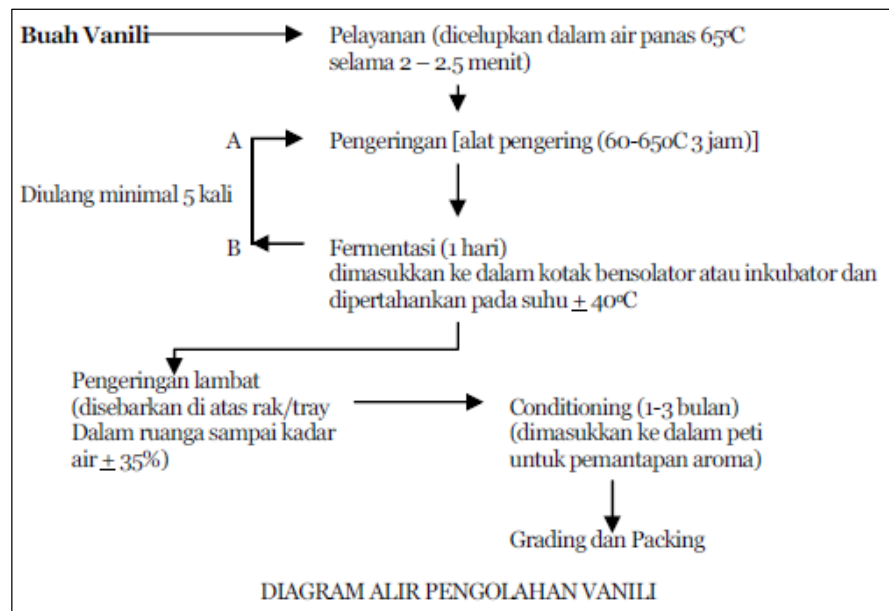 Buah Vanili
Pelayanan (dicelupkan dalam air panas 65ºC
selama 2 – 2.5 menit)
A
Pengeringan [alat pengering (60-650C 3 jam)]
Diulang minimal 5 kali
B
Fermentasi (1 hari)
dimasukkan ke dalam kotak bensolator atau inkubator dan
dipertahankan pada suhu ± 40ºC
Pengeringan lambat
(disebarkan di atas rak/tray
Dalam ruanga sampai kadar
air ± 35%)
Conditioning (1-3 bulan)
(dimasukkan ke dalam peti
untuk pemantapan aroma)
Grading dan Packing
DIAGRAM ALIR PENGOLAHAN VANILI